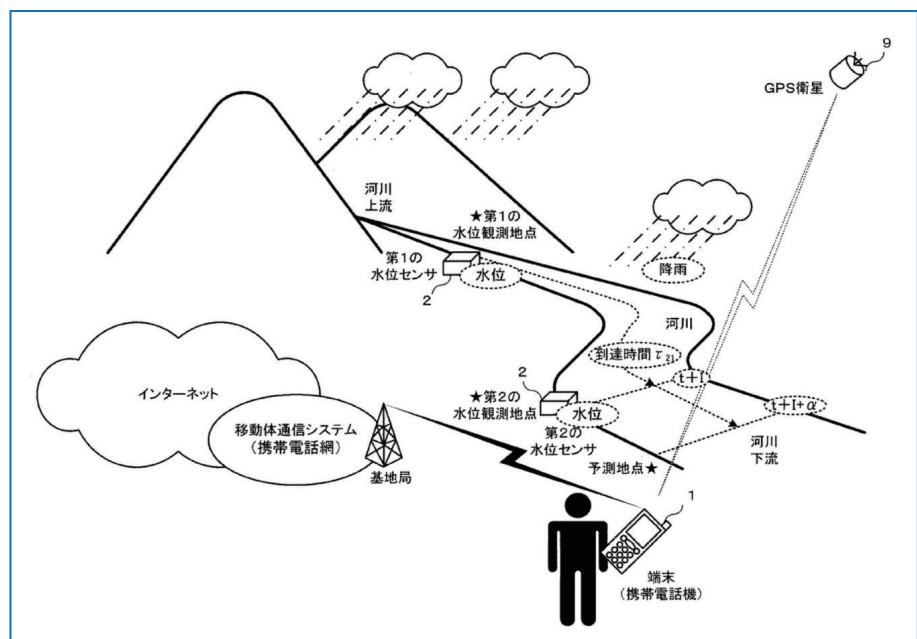 9
GPS衛星
河川
上流
★第1の
水位観測地点
第1の
水位センサ
2
水位
降雨
河川
到達時間τ21
t+I
t+I+α
2
★第2の
水位観測地点
水位
第2の
水位センサ
インターネット
移動体通信システム
(携帯電話網)
基地局
予測地点★
河川
下流
1
端末
(携帯電話機)